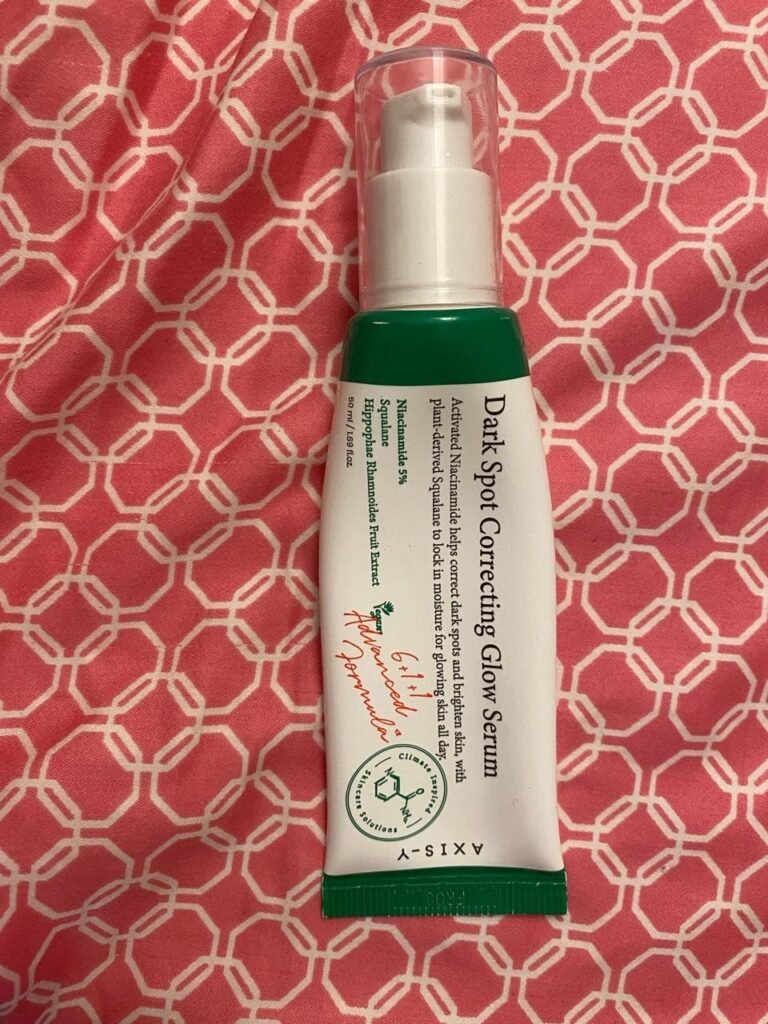 Dark Spot Correcting Glow Serum
Activated Niacinamide helps correct dark spots and brighten skin, with
plant-derived Squalane to lock in moisture for glowing skin all day.
Niacinamide 5%
Squalane
Hippophae Rhamnoides Fruit Extract
50 ml / 1.69 fl.oz.
Vegan
6+1+1
Advanced
Formula
Climate Inspired
Skincare Solutions
N
O
NH₂
AXIS-Y